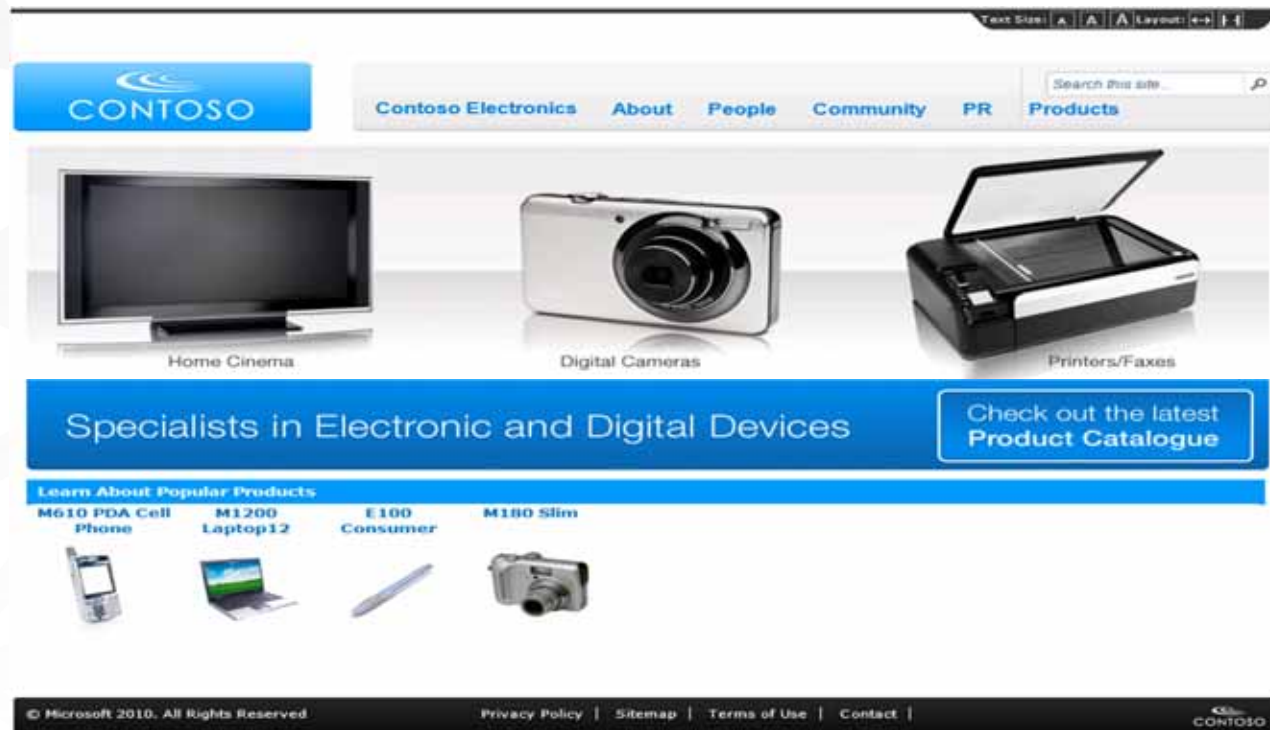 Text Size: A A A Layout:
CONTOSO
Search this site...
Contoso Electronics About People Community PR Products
Home Cinema Digital Cameras Printers/Faxes
Specialists in Electronic and Digital Devices
Check out the latest
Product Catalogue
Learn About Popular Products
M610 PDA Cell Phone
M1200 Laptop12
E100 Consumer
M180 Slim
© Microsoft 2010. All Rights Reserved Privacy Policy | Sitemap | Terms of Use | Contact |
CONTOSO